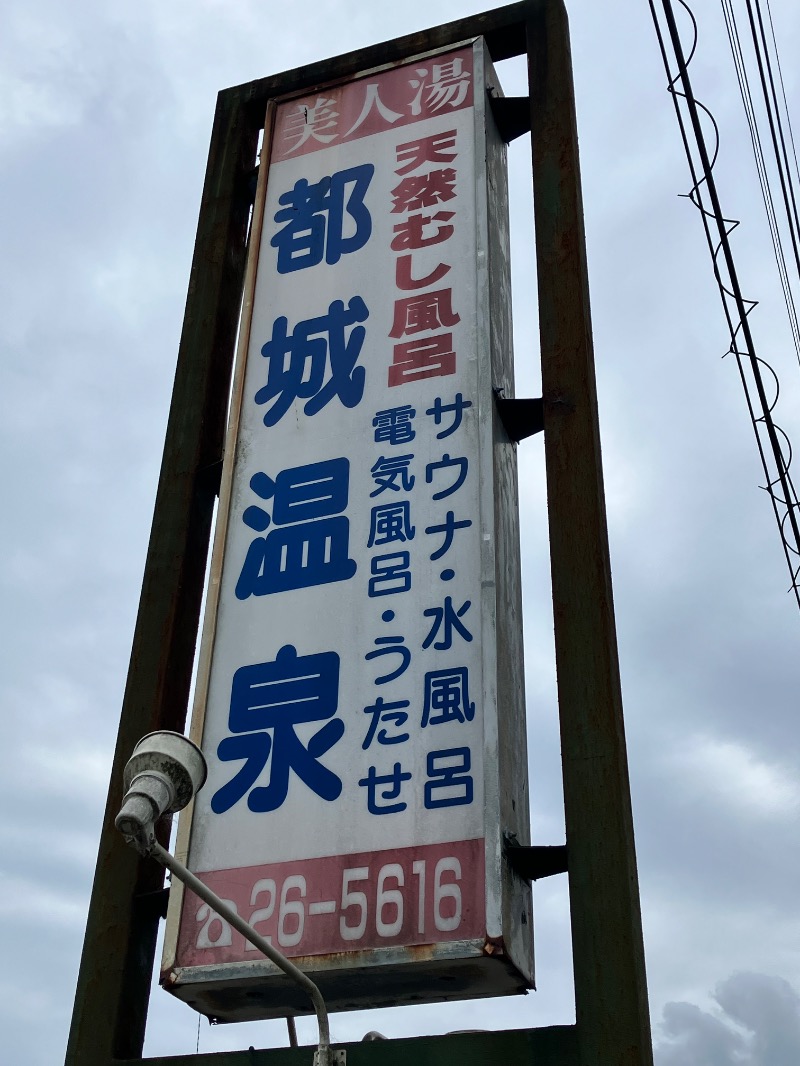 美人湯
天然むし風呂
サウナ・水風呂
電気風呂・うたせ
都城温泉
☎26-5616